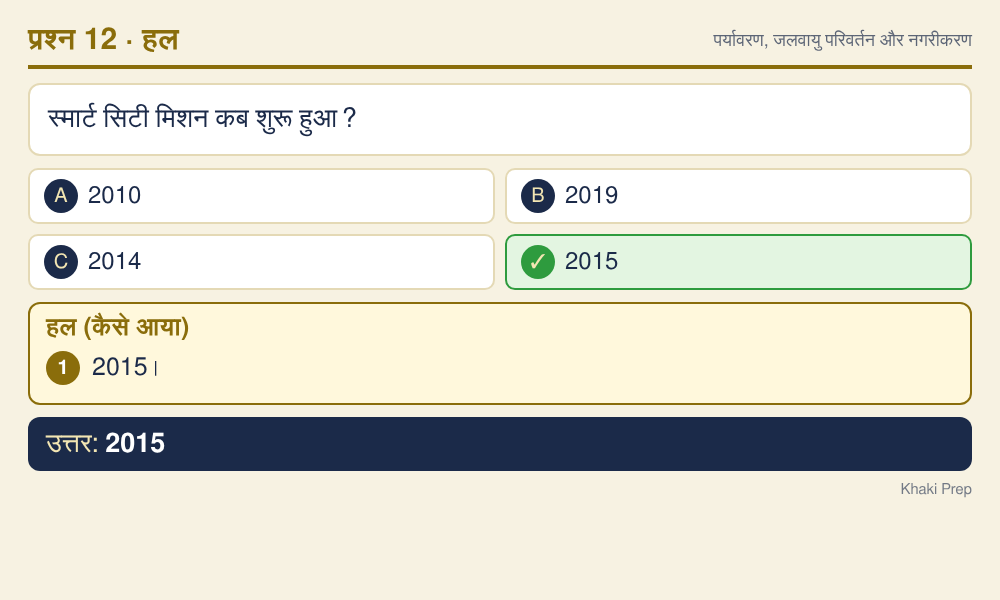 प्रश्न 12 · हल
पर्यावरण, जलवायु परिवर्तन और नगरीकरण
स्मार्ट सिटी मिशन कब शुरू हुआ ?
A 2010
B 2019
C 2014
✓ 2015
हल (कैसे आया)
1 2015।
उत्तर: 2015
Khaki Prep